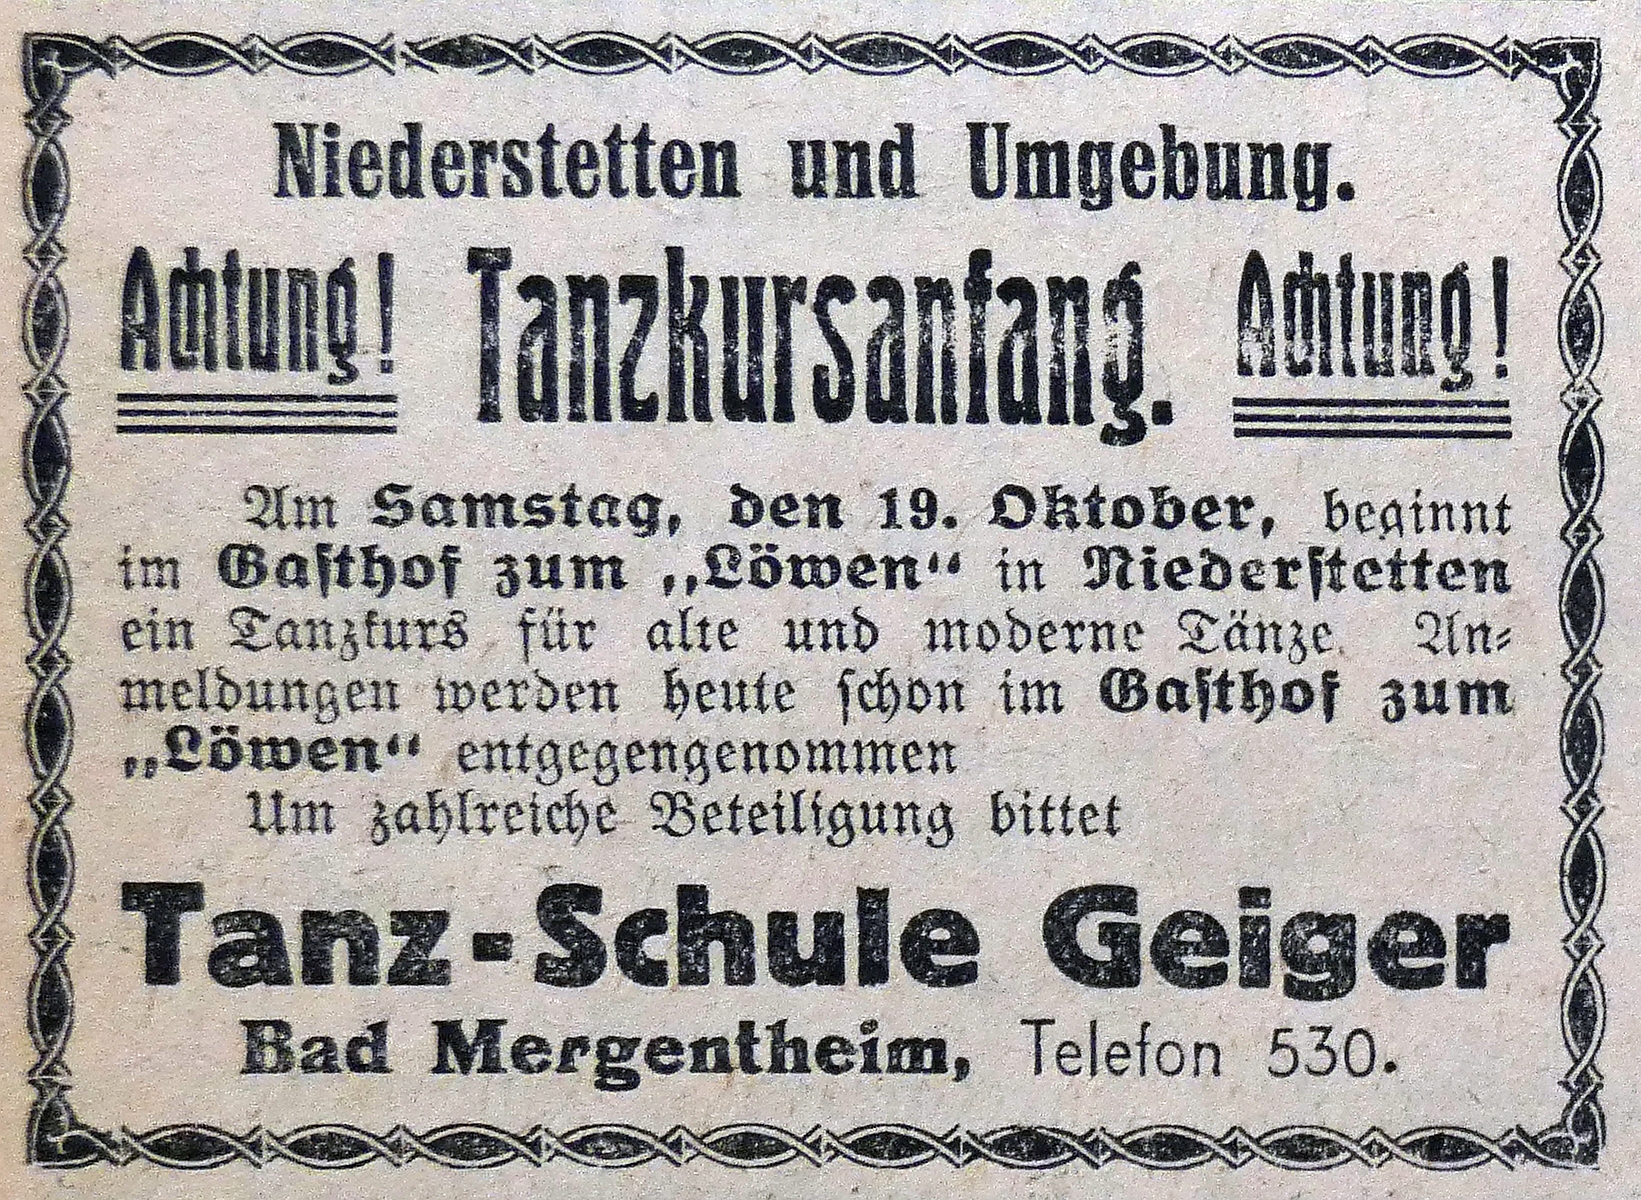 Niederstetten und Umgebung.
Achtung! Tanzkursanfang. Achtung!
Am Samstag, den 19. Oktober, beginnt
im Gasthof zum „Löwen“ in Niederstetten
ein Tanzkurs für alte und moderne Tänze. An-
meldungen werden heute schon im Gasthof zum
„Löwen“ entgegengenommen
Um zahlreiche Beteiligung bittet
Tanz-Schule Geiger
Bad Mergentheim, Telefon 530.